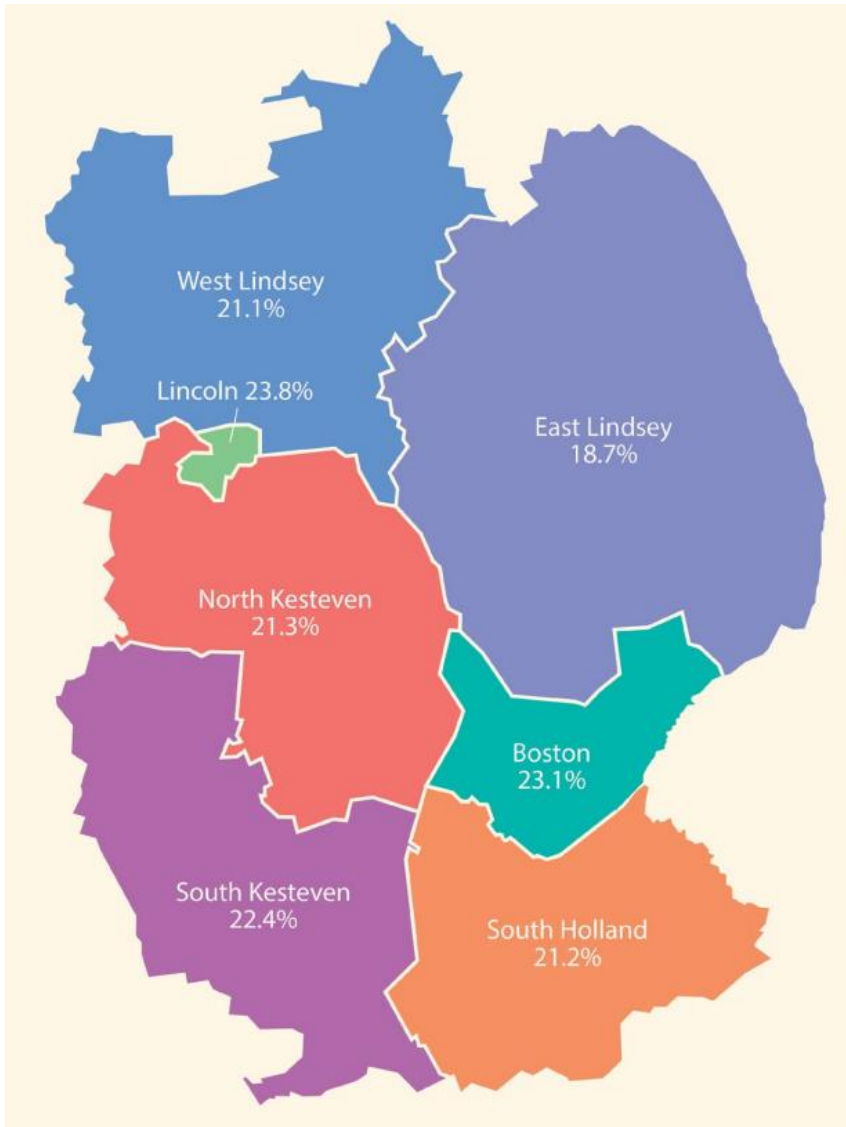 West Lindsey
21.1%
Lincoln 23.8%
East Lindsey
18.7%
North Kesteven
21.3%
Boston
23.1%
South Kesteven
22.4%
South Holland
21.2%